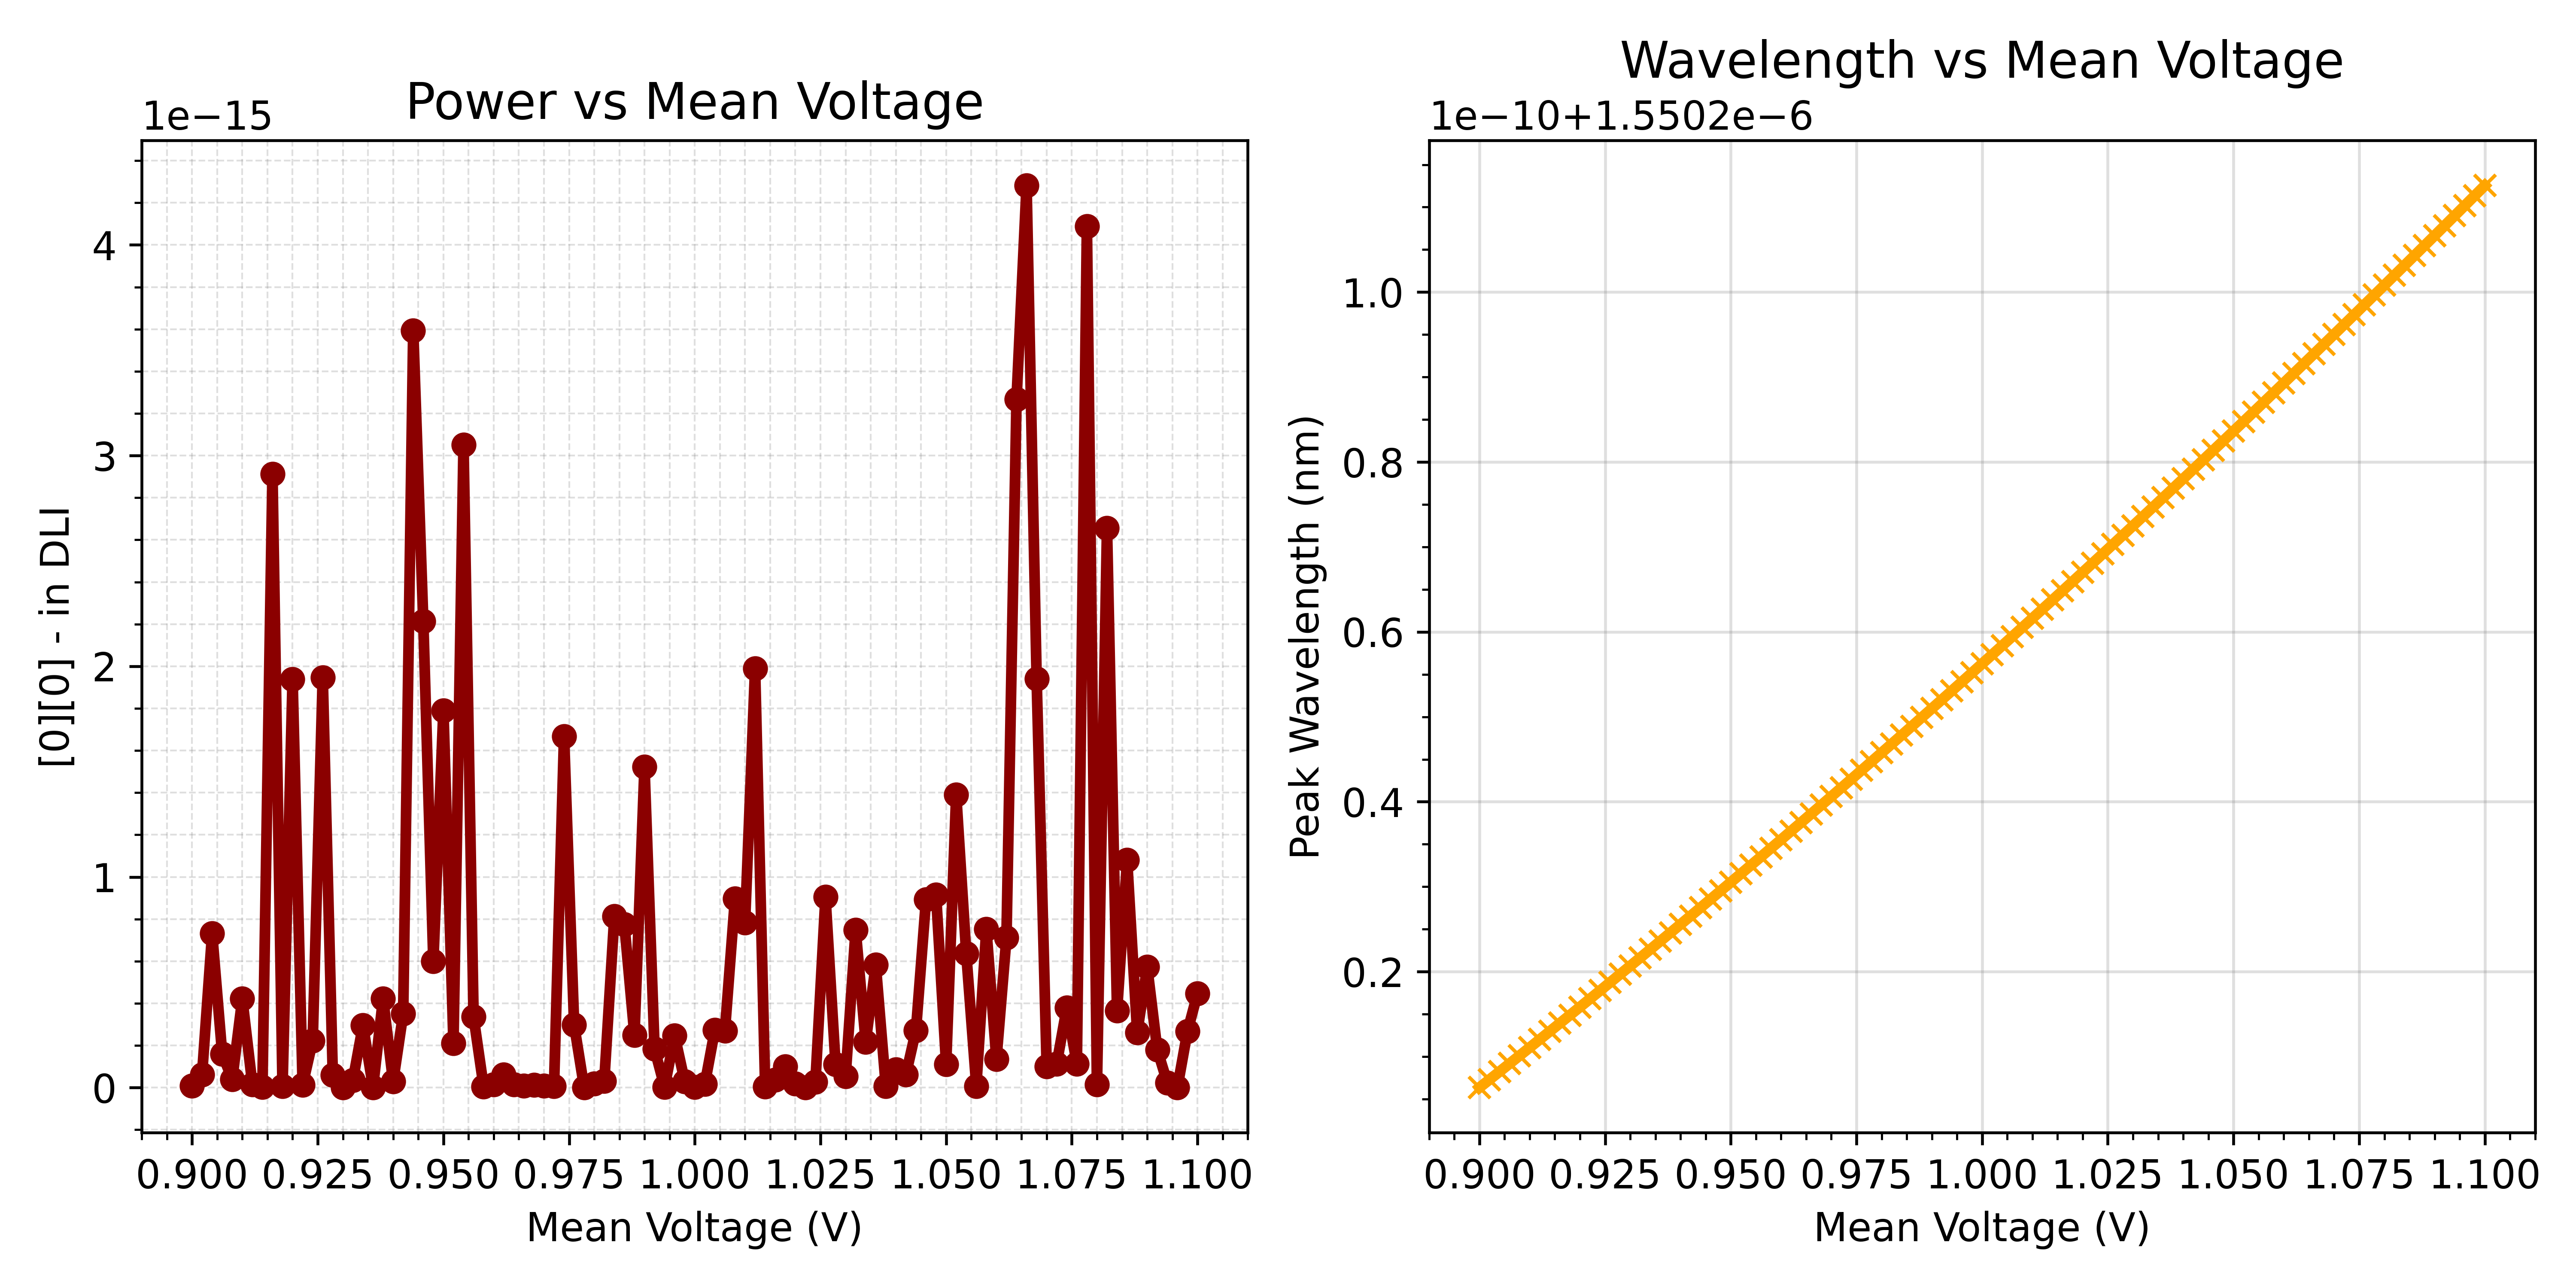 Power vs Mean Voltage
1e−15
[0][0] - in DLI
4
3
2
1
0
0.900 0.925 0.950 0.975 1.000 1.025 1.050 1.075 1.100
Mean Voltage (V)
Wavelength vs Mean Voltage
1e−10+1.5502e−6
Peak Wavelength (nm)
1.0
0.8
0.6
0.4
0.2
0.900 0.925 0.950 0.975 1.000 1.025 1.050 1.075 1.100
Mean Voltage (V)